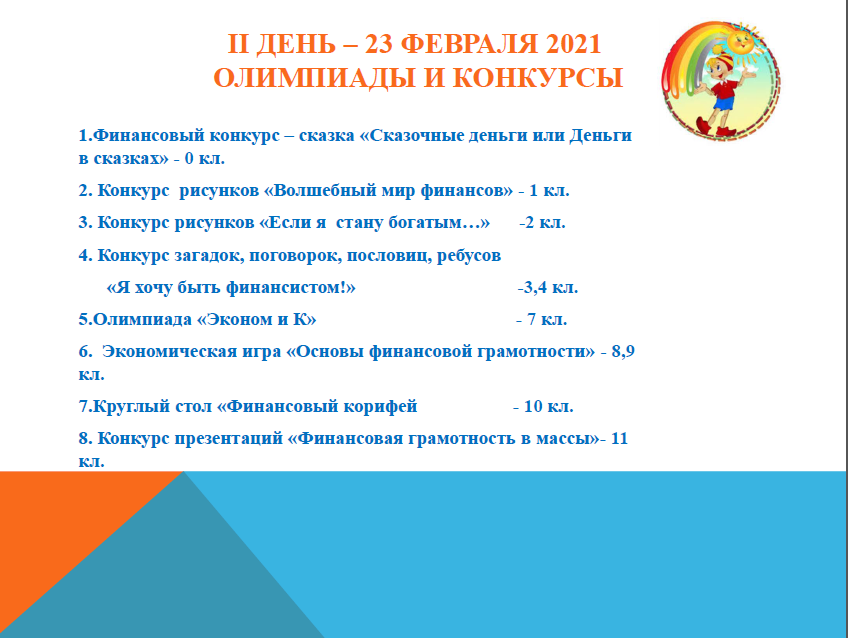 II ДЕНЬ – 23 ФЕВРАЛЯ 2021
ОЛИМПИАДЫ И КОНКУРСЫ
1.Финансовый конкурс – сказка «Сказочные деньги или Деньги
в сказках» - 0 кл.
2. Конкурс рисунков «Волшебный мир финансов» - 1 кл.
3. Конкурс рисунков «Если я стану богатым…» -2 кл.
4. Конкурс загадок, поговорок, пословиц, ребусов
«Я хочу быть финансистом!» -3,4 кл.
5.Олимпиада «Эконом и К» - 7 кл.
6. Экономическая игра «Основы финансовой грамотности» - 8,9
кл.
7.Круглый стол «Финансовый корифей - 10 кл.
8. Конкурс презентаций «Финансовая грамотность в массы»- 11
кл.